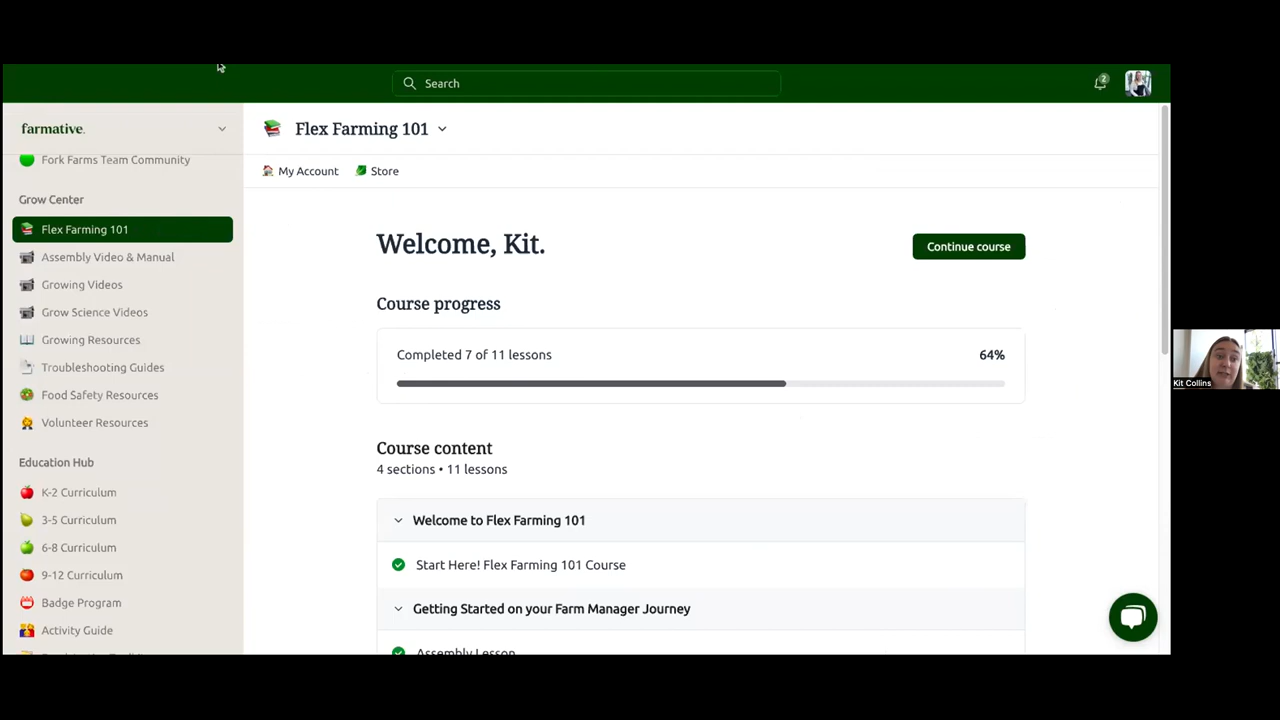 Search
2
farmative.
Flex Farming 101
Fork Farms Team Community
My Account
Store
Grow Center
Flex Farming 101
Assembly Video & Manual
Growing Videos
Grow Science Videos
Growing Resources
Troubleshooting Guides
Food Safety Resources
Volunteer Resources
Education Hub
K-2 Curriculum
3-5 Curriculum
6-8 Curriculum
9-12 Curriculum
Badge Program
Activity Guide
Welcome, Kit.
Continue course
Course progress
Completed 7 of 11 lessons
64%
Course content
4 sections • 11 lessons
Welcome to Flex Farming 101
Start Here! Flex Farming 101 Course
Getting Started on your Farm Manager Journey
Assembly Lesson
Kit Collins